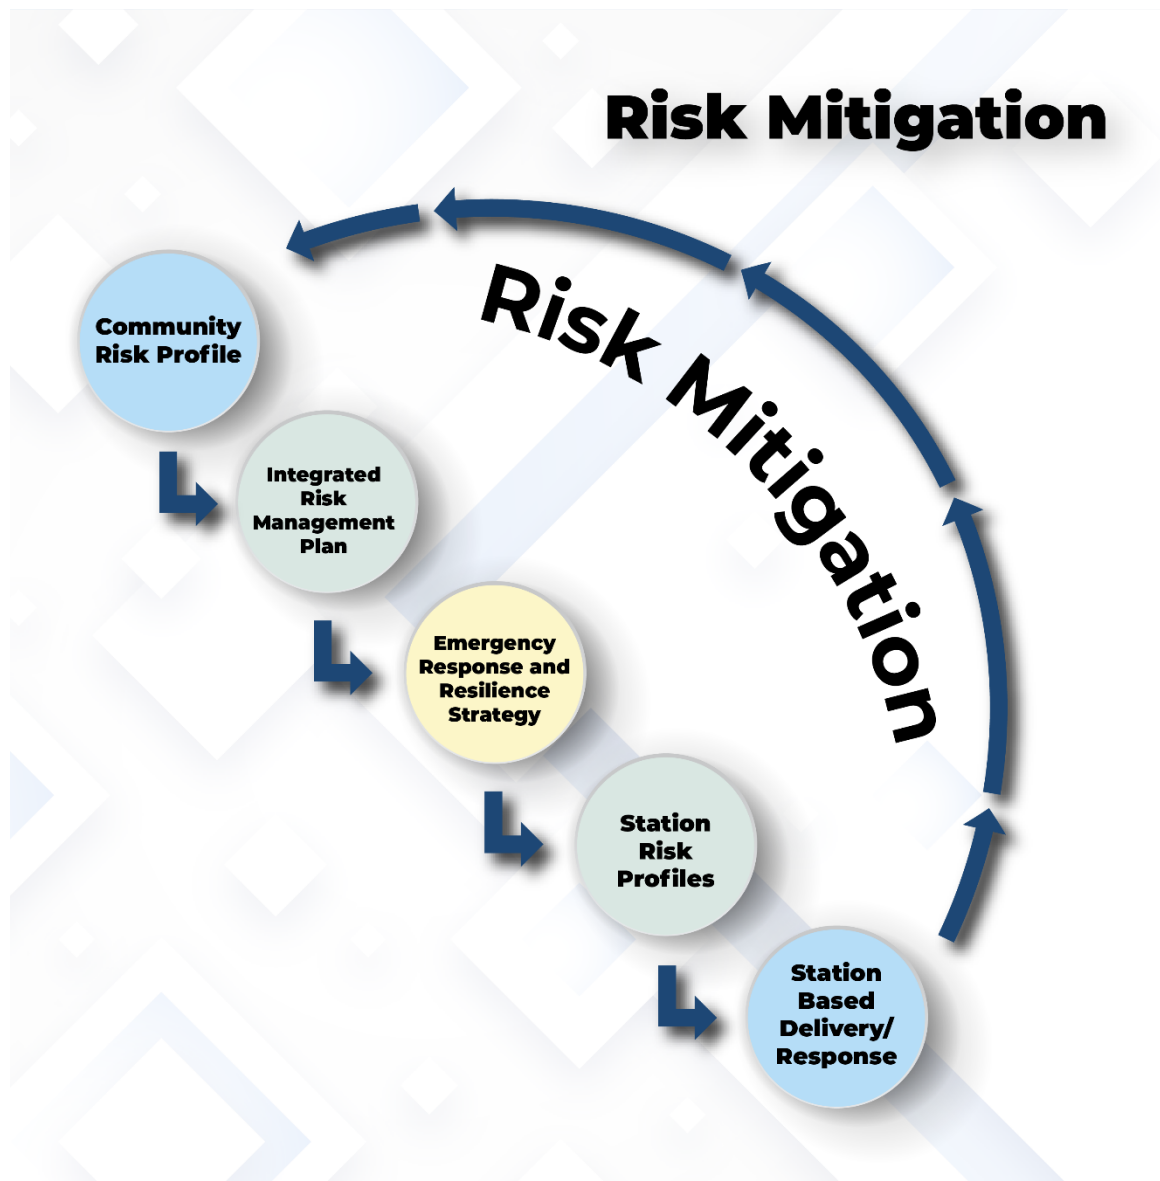 Risk Mitigation
Risk Mitigation
Community
Risk Profile
Integrated
Risk
Management
Plan
Emergency
Response and
Resilience
Strategy
Station
Risk
Profiles
Station
Based
Delivery/
Response